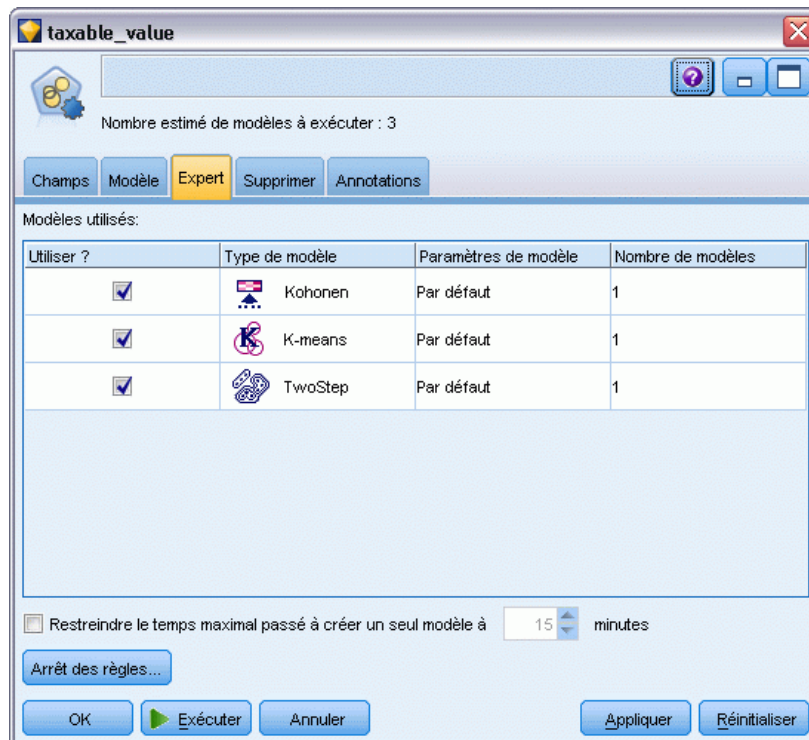 taxable_value
Nombre estimé de modèles à exécuter : 3
Champs Modèle Expert Supprimer Annotations
Modèles utilisés:
Utiliser ? Type de modèle Paramètres de modèle Nombre de modèles
Kohonen Par défaut 1
K-means Par défaut 1
TwoStep Par défaut 1
Restreindre le temps maximal passé à créer un seul modèle à 15 minutes
Arrêt des règles...
OK Exécuter Annuler Appliquer Réinitialiser